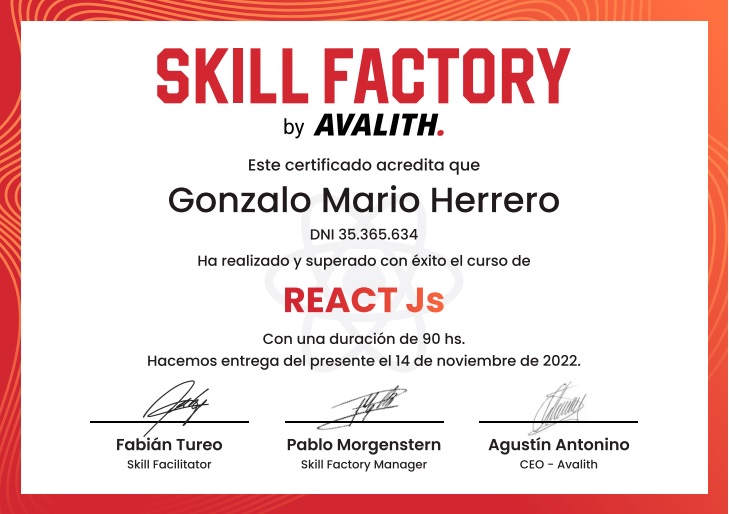 SKILL FACTORY
by AVALITH.
Este certificado acredita que
Gonzalo Mario Herrero
DNI 35.365.634
Ha realizado y superado con éxito el curso de
REACT Js
Con una duración de 90 hs.
Hacemos entrega del presente el 14 de noviembre de 2022.
Fabián Tureo
Skill Facilitator
Pablo Morgenstern
Skill Factory Manager
Agustín Antonino
CEO - Avalith